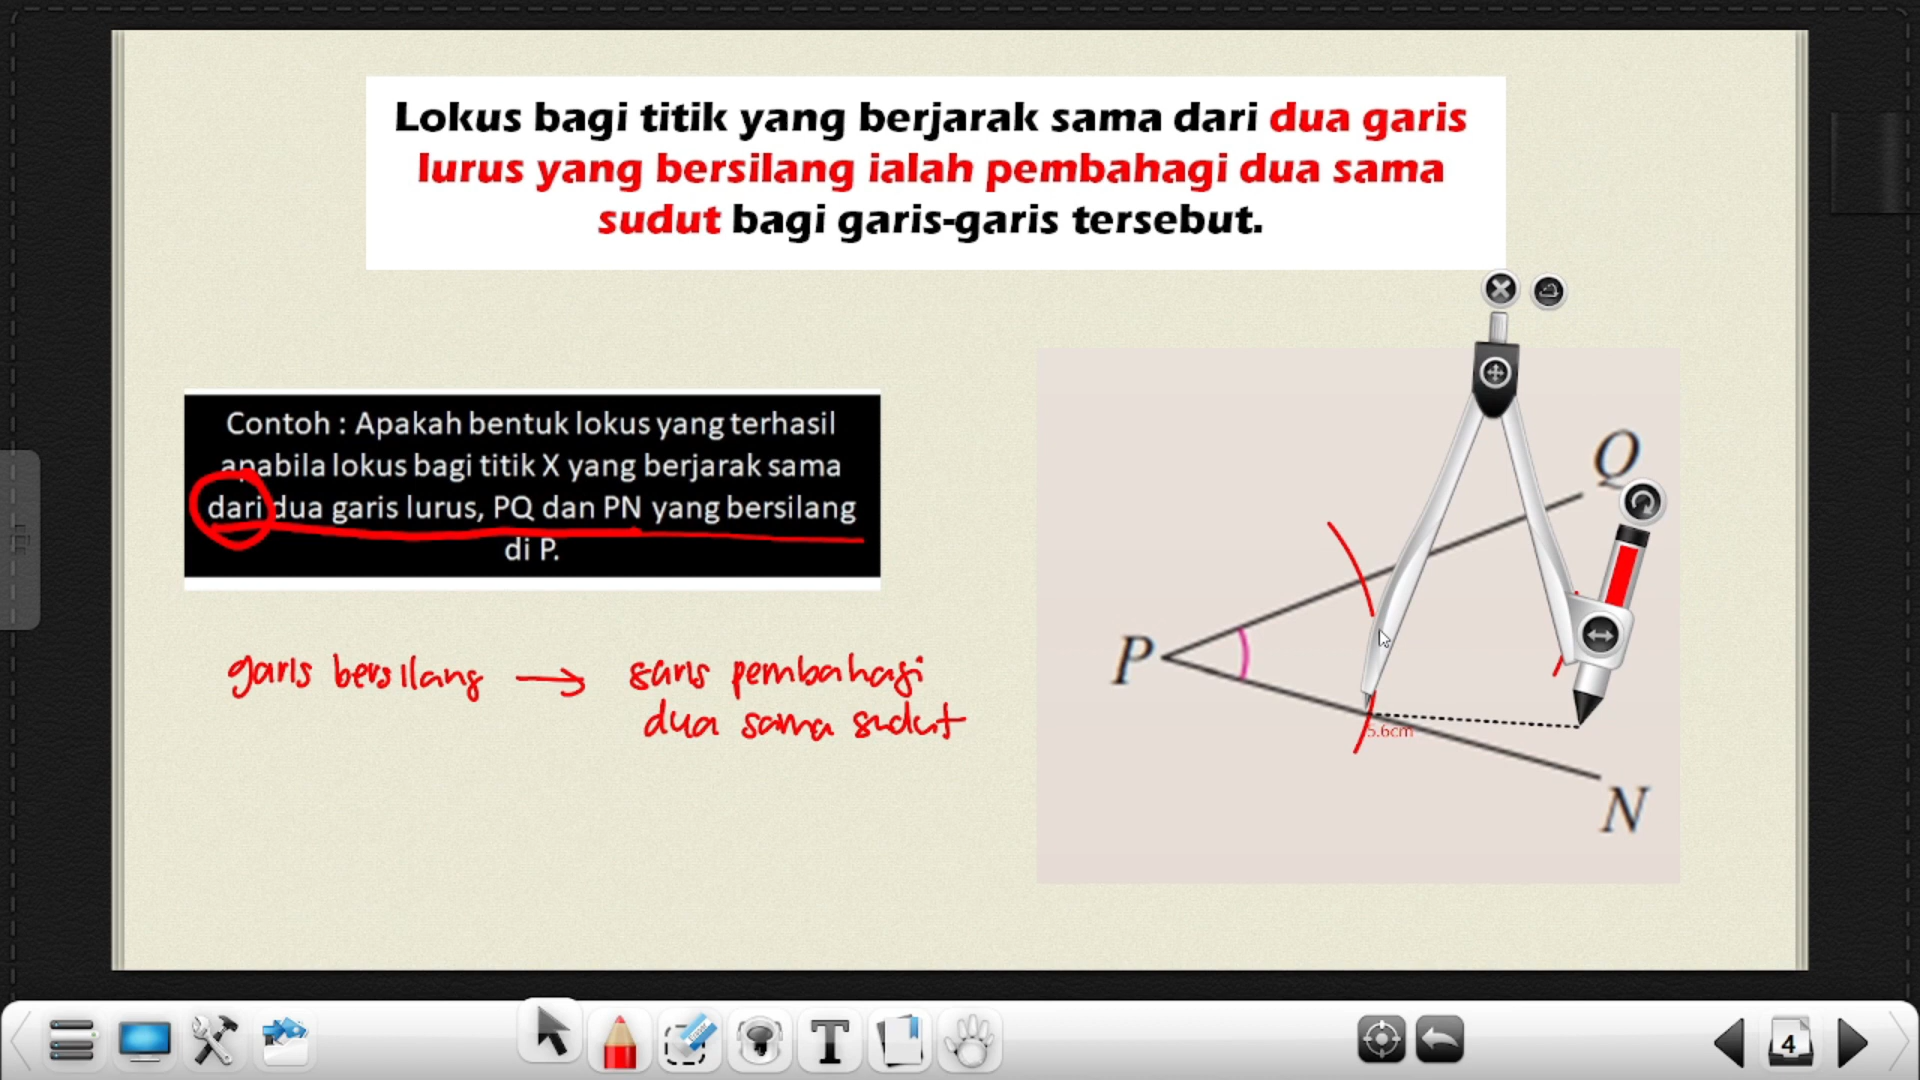 Lokus bagi titik yang berjarak sama dari dua garis
lurus yang bersilang ialah pembahagi dua sama
sudut bagi garis-garis tersebut.
Contoh : Apakah bentuk lokus yang terhasil
apabila lokus bagi titik X yang berjarak sama
dari dua garis lurus, PQ dan PN yang bersilang
di P.
garis bersilang → garis pembahagi
dua sama sudut
Q
P
5.6cm
N
T
4